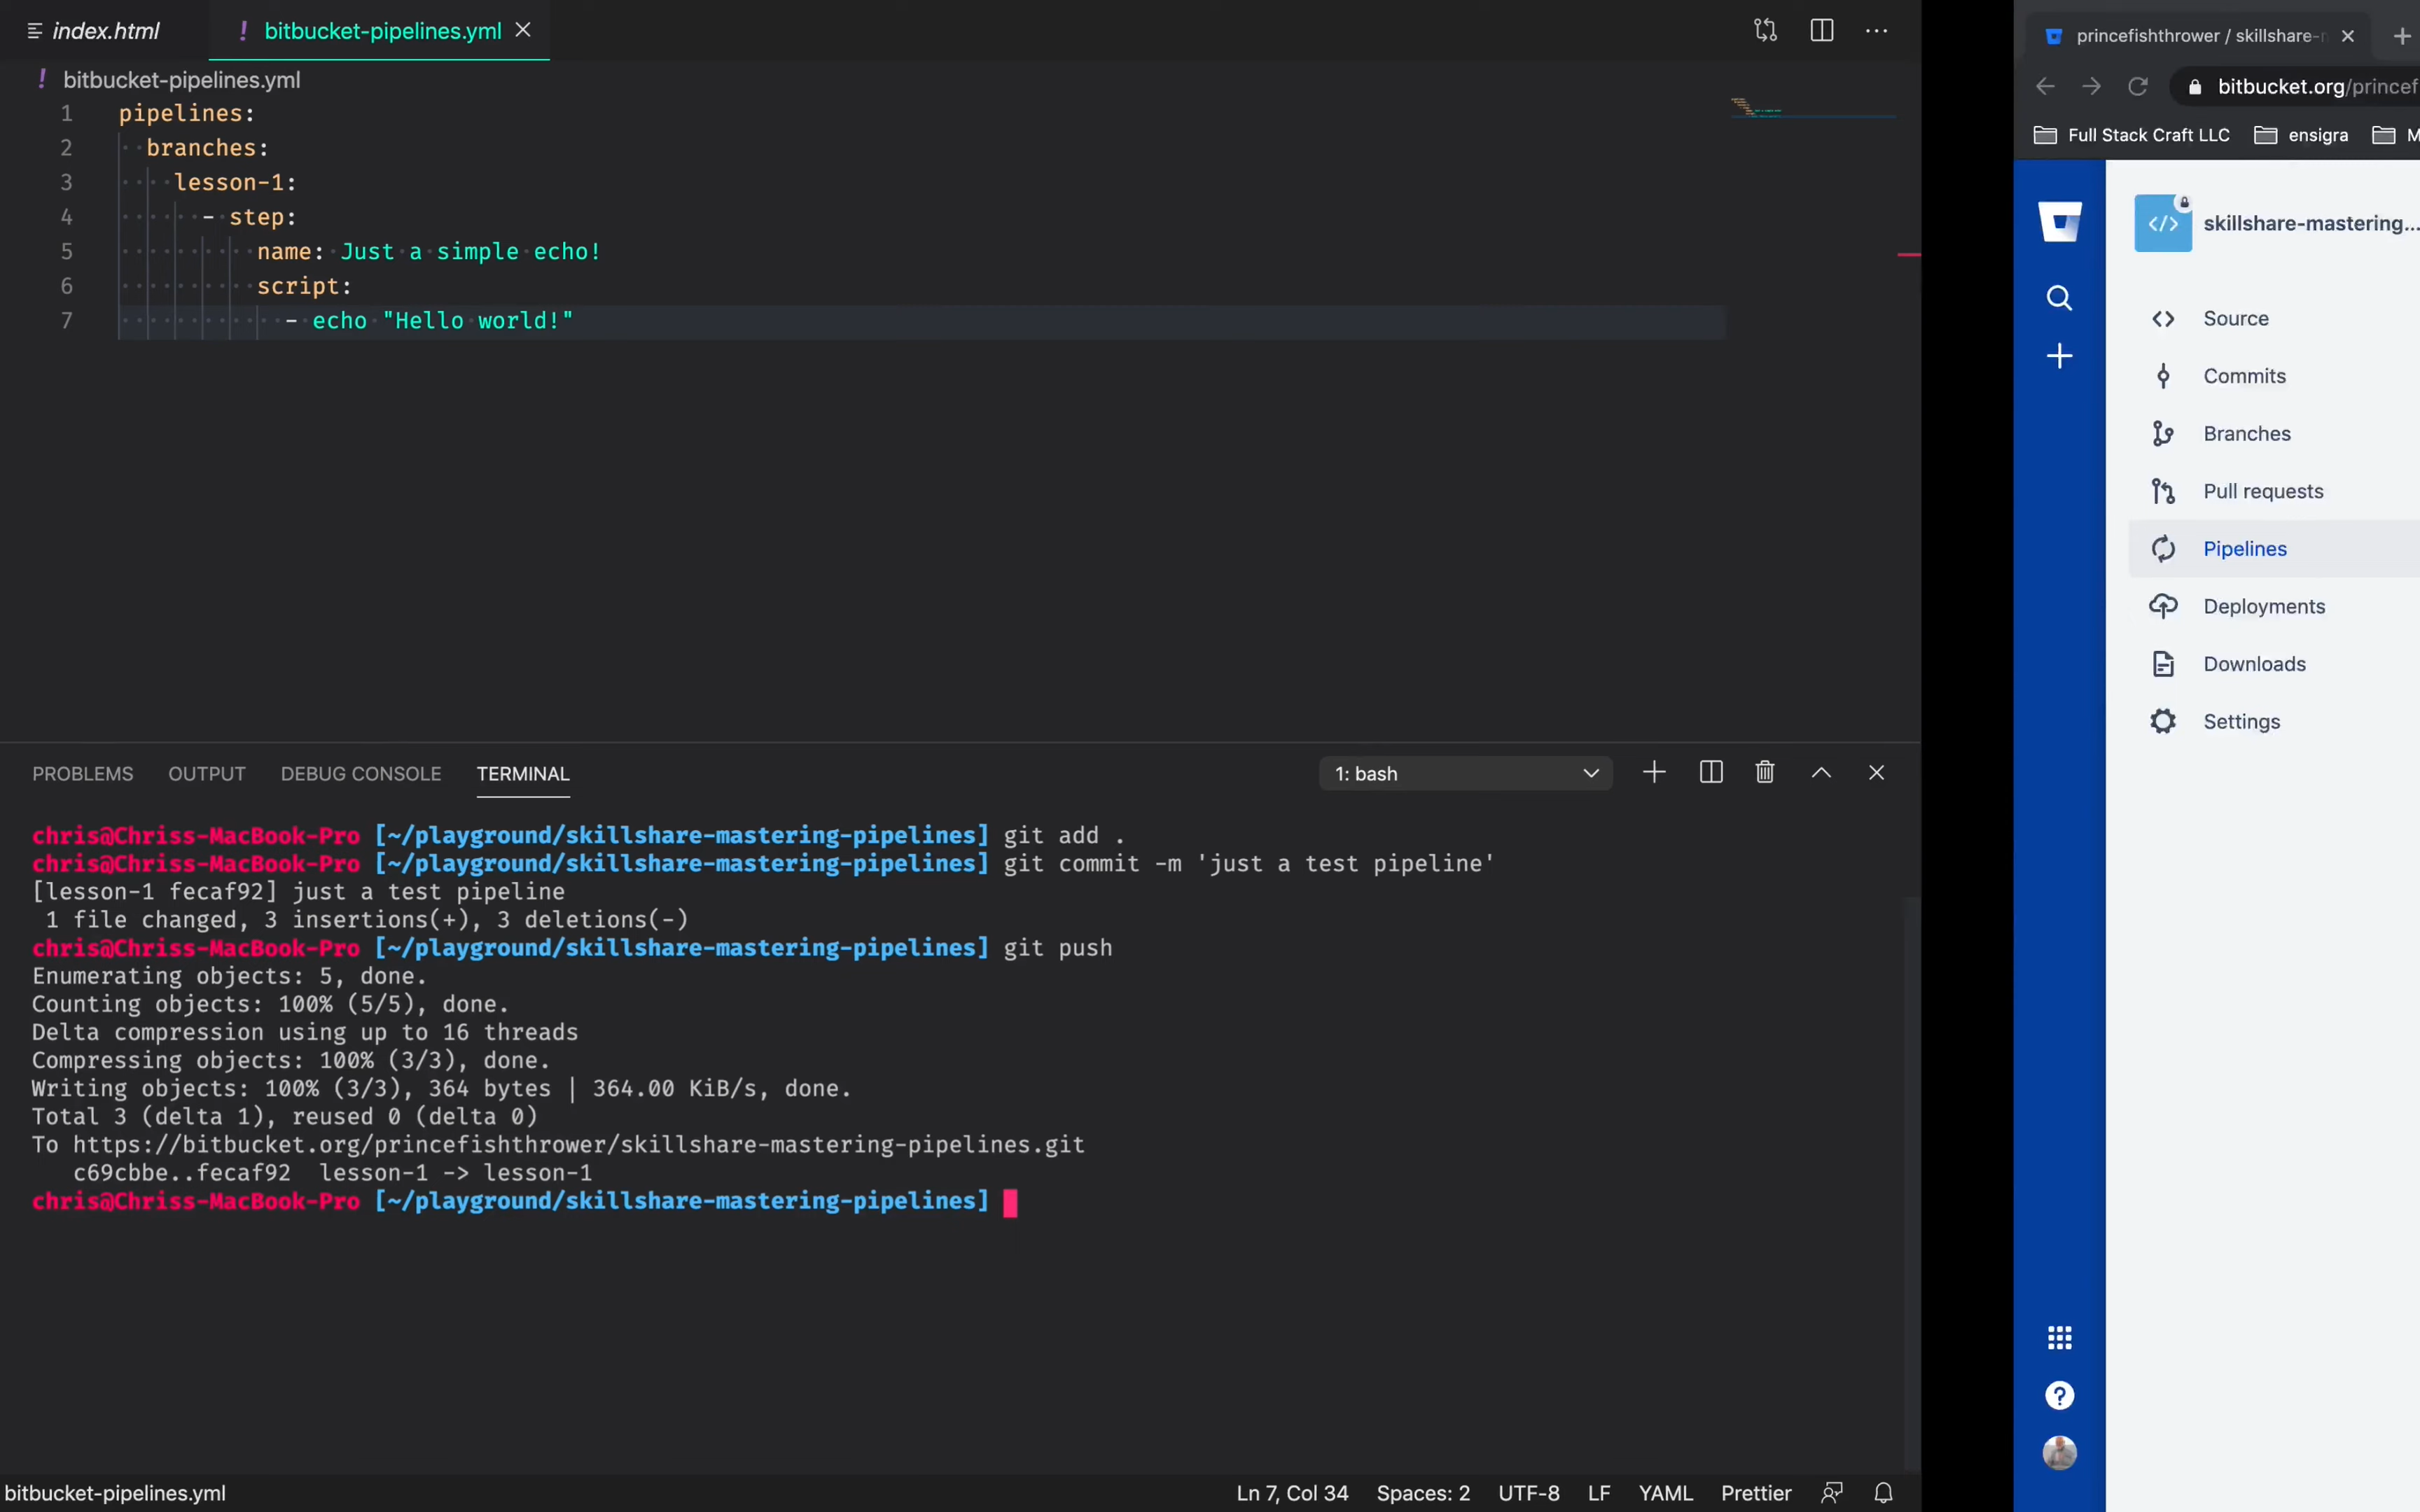 index.html
! bitbucket-pipelines.yml
! bitbucket-pipelines.yml
1 pipelines:
2 branches:
3 lesson-1:
4 - step:
5 name: Just a simple echo!
6 script:
7 - echo "Hello world!"
PROBLEMS OUTPUT DEBUG CONSOLE TERMINAL 1: bash
chris@Chriss-MacBook-Pro [~/playground/skillshare-mastering-pipelines] git add .
chris@Chriss-MacBook-Pro [~/playground/skillshare-mastering-pipelines] git commit -m 'just a test pipeline'
[lesson-1 fecaf92] just a test pipeline
1 file changed, 3 insertions(+), 3 deletions(-)
chris@Chriss-MacBook-Pro [~/playground/skillshare-mastering-pipelines] git push
Enumerating objects: 5, done.
Counting objects: 100% (5/5), done.
Delta compression using up to 16 threads
Compressing objects: 100% (3/3), done.
Writing objects: 100% (3/3), 364 bytes | 364.00 KiB/s, done.
Total 3 (delta 1), reused 0 (delta 0)
To https://bitbucket.org/princefishthrower/skillshare-mastering-pipelines.git
c69cbbe..fecaf92 lesson-1 -> lesson-1
chris@Chriss-MacBook-Pro [~/playground/skillshare-mastering-pipelines]
bitbucket-pipelines.yml
Ln 7, Col 34 Spaces: 2 UTF-8 LF YAML Prettier
princefishthrower / skillshare-
bitbucket.org/princef
Full Stack Craft LLC ensigra M
skillshare-mastering...
Source
Commits
Branches
Pull requests
Pipelines
Deployments
Downloads
Settings